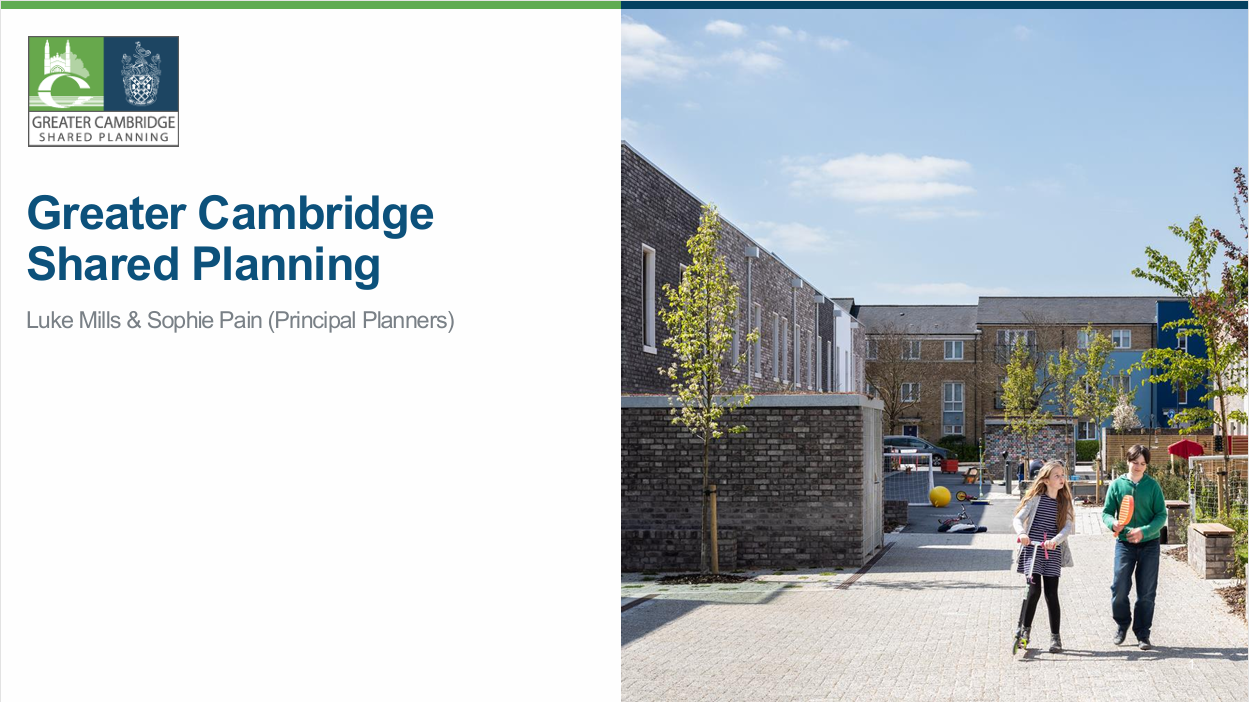 GREATER CAMBRIDGE
SHARED PLANNING
Greater Cambridge
Shared Planning
Luke Mills & Sophie Pain (Principal Planners)